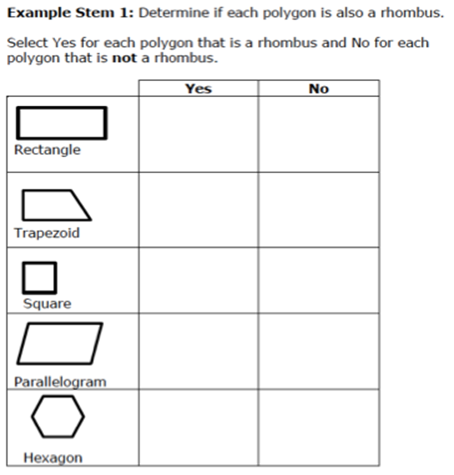 Example Stem 1: Determine if each polygon is also a rhombus.
Select Yes for each polygon that is a rhombus and No for each
polygon that is not a rhombus.
Yes No
Rectangle
Trapezoid
Square
Parallelogram
Hexagon